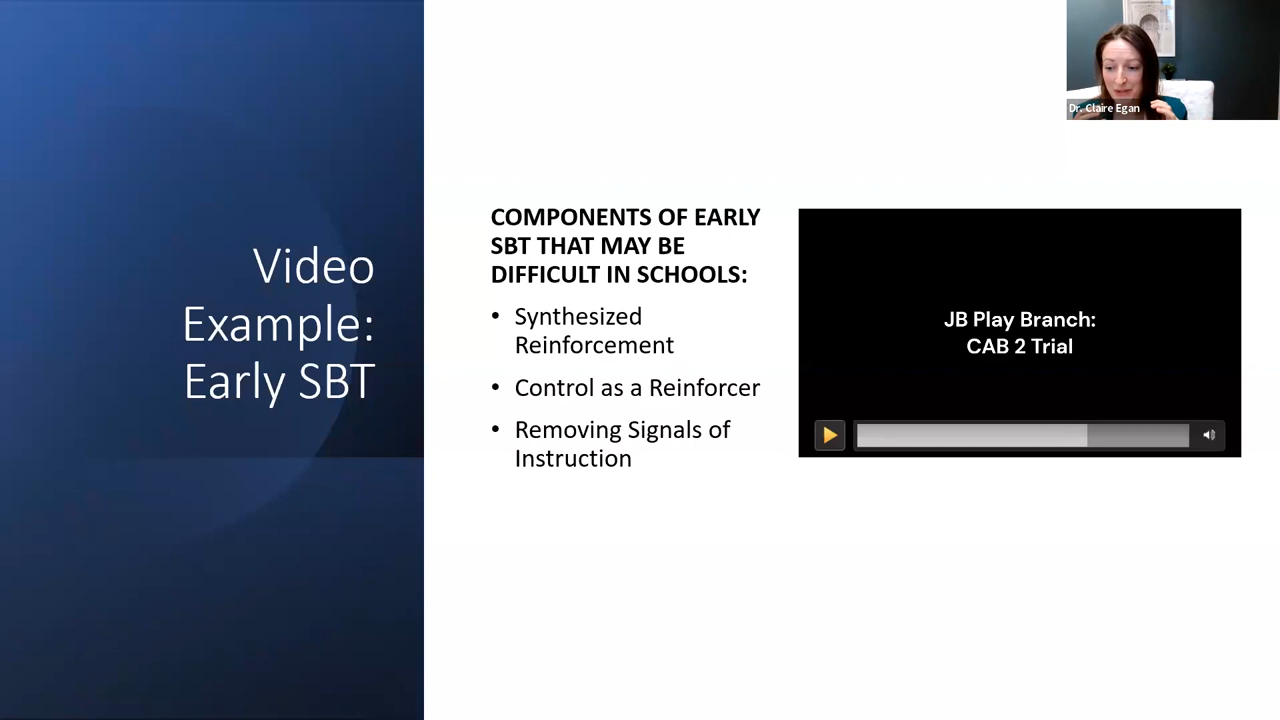 Video
Example:
Early SBT
COMPONENTS OF EARLY
SBT THAT MAY BE
DIFFICULT IN SCHOOLS:
• Synthesized
Reinforcement
• Control as a Reinforcer
• Removing Signals of
Instruction
JB Play Branch:
CAB 2 Trial
Dr. Claire Egan